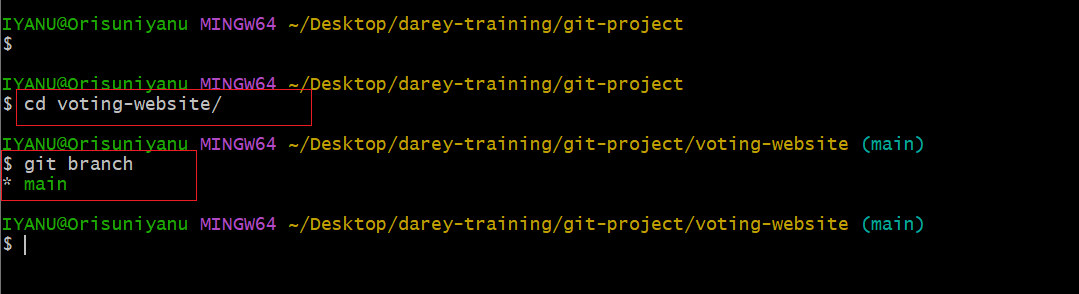 IYANU@Orisuniyanu MINGW64 ~/Desktop/darey-training/git-project
$
IYANU@Orisuniyanu MINGW64 ~/Desktop/darey-training/git-project
$ cd voting-website/
IYANU@Orisuniyanu MINGW64 ~/Desktop/darey-training/git-project/voting-website (main)
$ git branch
* main
IYANU@Orisuniyanu MINGW64 ~/Desktop/darey-training/git-project/voting-website (main)
$